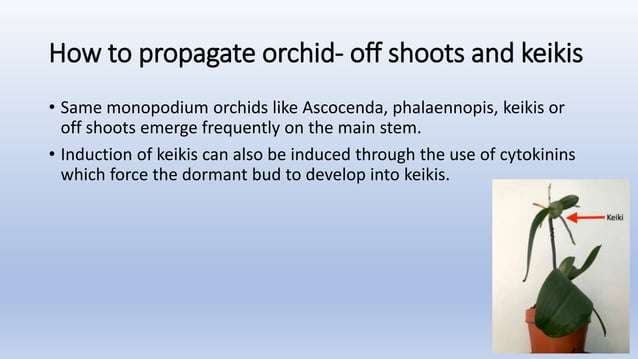 How to propagate orchid- off shoots and keikis
• Same monopodium orchids like Ascocenda, phalaennopis, keikis or
off shoots emerge frequently on the main stem.
• Induction of keikis can also be induced through the use of cytokinins
which force the dormant bud to develop into keikis.
Keiki